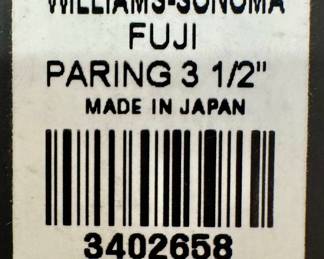 WILLIAMS-SONOMA
FUJI
PARING 3 1/2"
MADE IN JAPAN
3402658